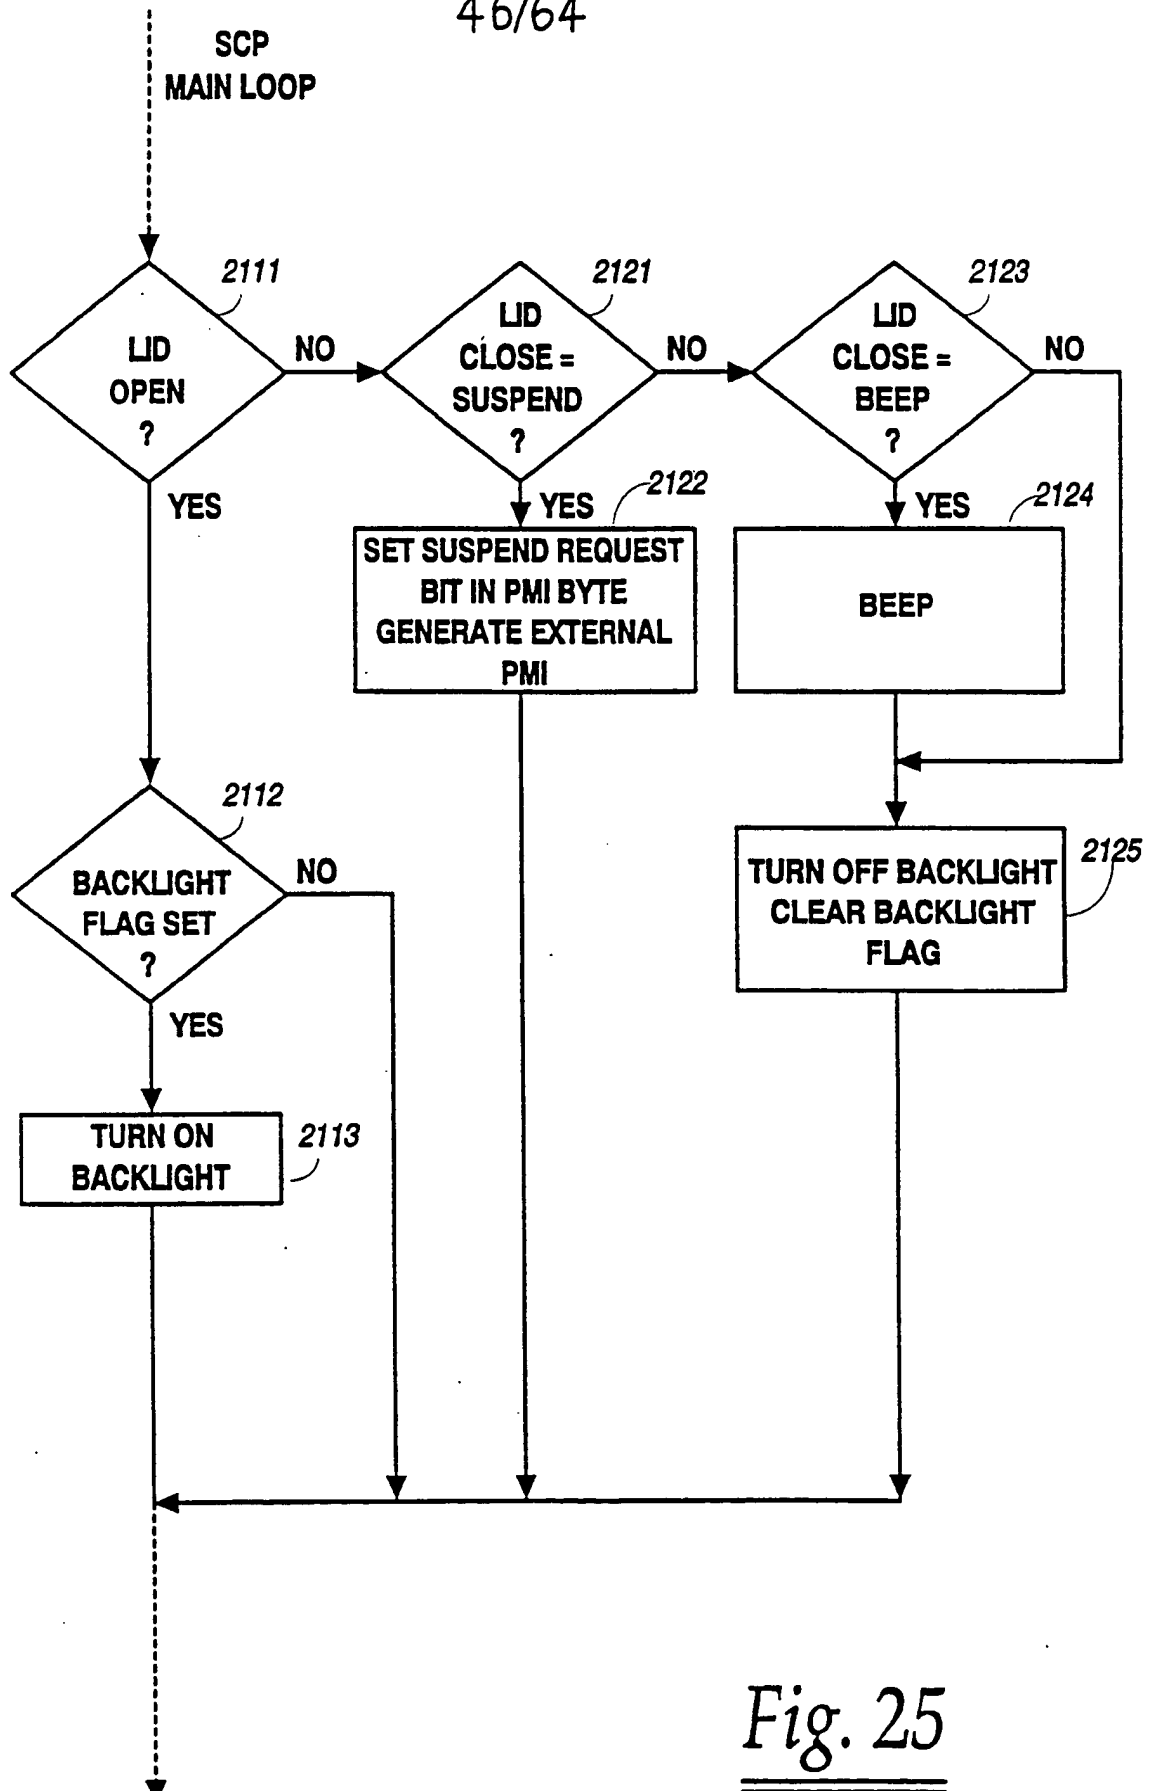 46/64
SCP
MAIN LOOP
2111
LID
OPEN
?
NO
YES
2121
LID
CLOSE =
SUSPEND
?
NO
YES
2123
LID
CLOSE =
BEEP
?
NO
YES
2122
SET SUSPEND REQUEST
BIT IN PMI BYTE
GENERATE EXTERNAL
PMI
2124
BEEP
2112
BACKLIGHT
FLAG SET
?
NO
YES
2125
TURN OFF BACKLIGHT
CLEAR BACKLIGHT
FLAG
2113
TURN ON
BACKLIGHT
Fig. 25